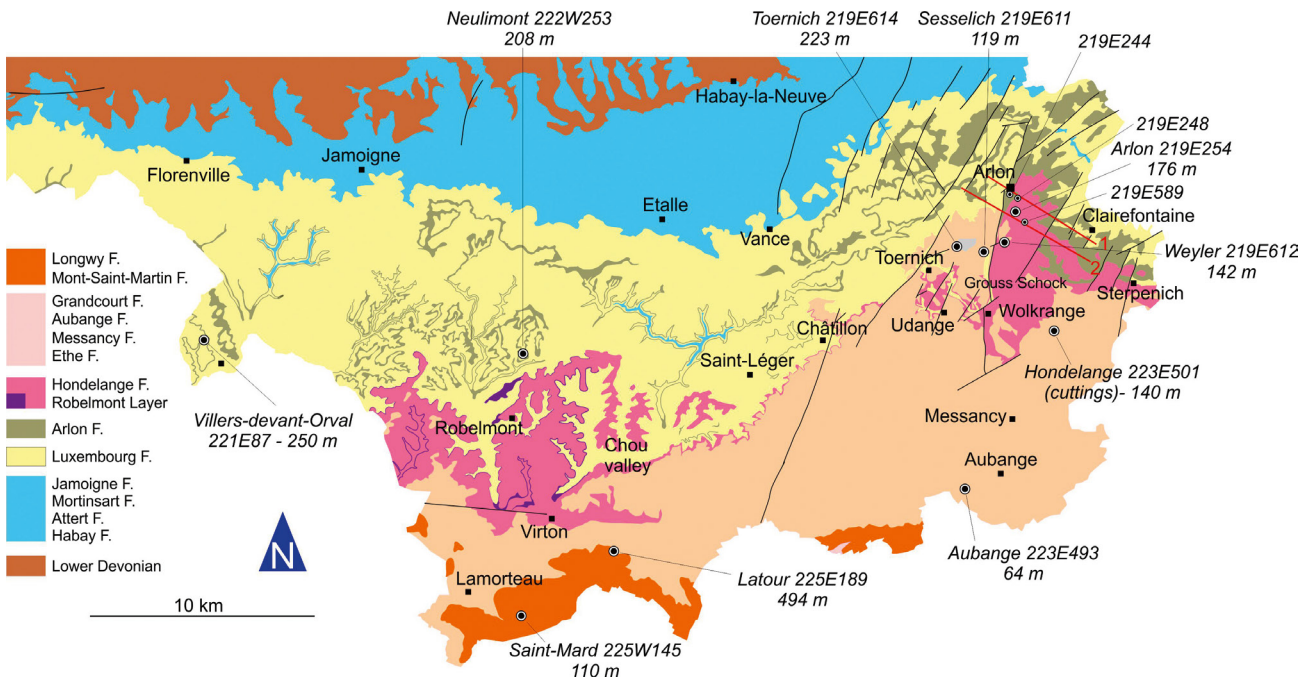 Neulimont 222W253
208 m
Toernich 219E614
223 m
Sesselich 219E611
119 m
219E244
219E248
Arlon 219E254
176 m
219E589
Habay-la-Neuve
Jamoigne
Florenville
Arlon
Etalle
Vance
Clairefontaine
1
2
Weyler 219E612
142 m
Toernich
Grouss Schock
Sterpenich
Udange
Wolkrange
Châtillon
Saint-Léger
Hondelange 223E501
(cuttings)- 140 m
Villers-devant-Orval
221E87 - 250 m
Robelmont
Chou
valley
Messancy
Aubange
Virton
Aubange 223E493
64 m
Latour 225E189
494 m
Lamorteau
Saint-Mard 225W145
110 m
Longwy F.
Mont-Saint-Martin F.
Grandcourt F.
Aubange F.
Messancy F.
Ethe F.
Hondelange F.
Robelmont Layer
Arlon F.
Luxembourg F.
Jamoigne F.
Mortinsart F.
Attert F.
Habay F.
Lower Devonian
N
10 km